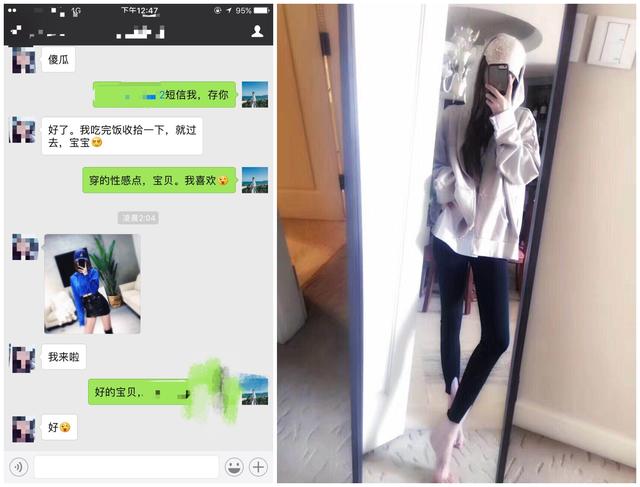 1G
下午12:47
95%
傻瓜
2短信我，存你
好了。我吃完饭收拾一下，就过
去，宝宝
穿的性感点，宝贝。我喜欢
凌晨2:04
我来啦
好的宝贝，
好